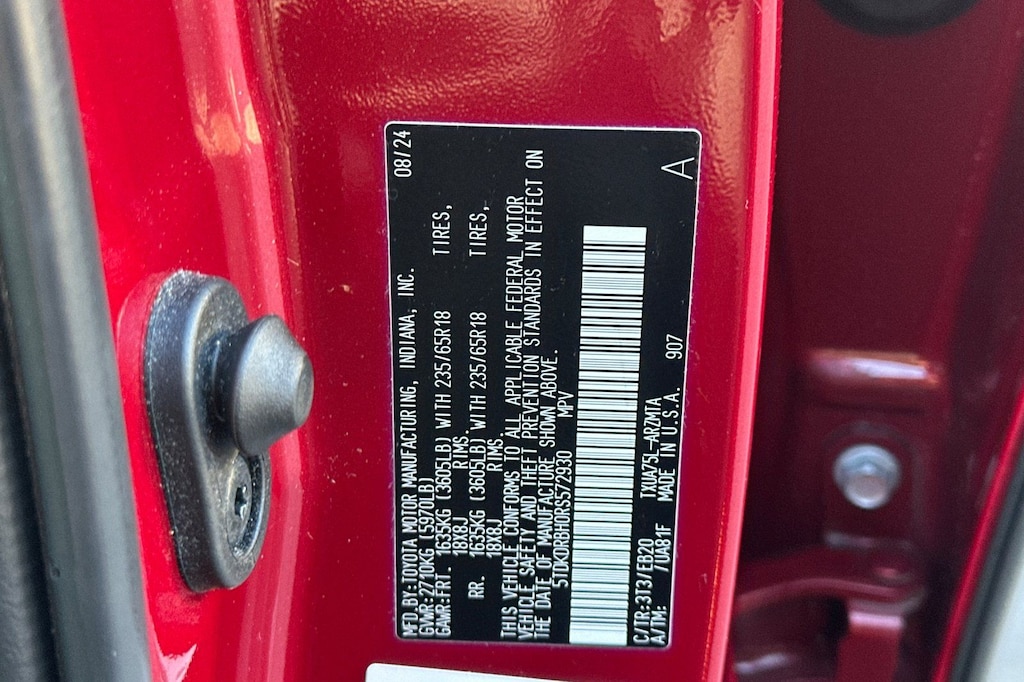 MFD.BY:TOYOTA MOTOR MANUFACTURING, INDIANA, INC. 08/24
GVWR:2710KG (5970LB)
GAWR:FRT. 1635KG (3605LB) WITH 235/65R18 TIRES,
18X8J RIMS.
RR. 1635KG (3605LB) WITH 235/65R18 TIRES,
18X8J RIMS.
THIS VEHICLE CONFORMS TO ALL APPLICABLE FEDERAL MOTOR
VEHICLE SAFETY AND THEFT PREVENTION STANDARDS IN EFFECT ON
THE DATE OF MANUFACTURE SHOWN ABOVE.
5TDKDRBH0RS572930 MPV
C/TR:3T3/EB20 TXUA75L-ARZMTA
A/TM: /UA81F MADE IN U.S.A. 907
A